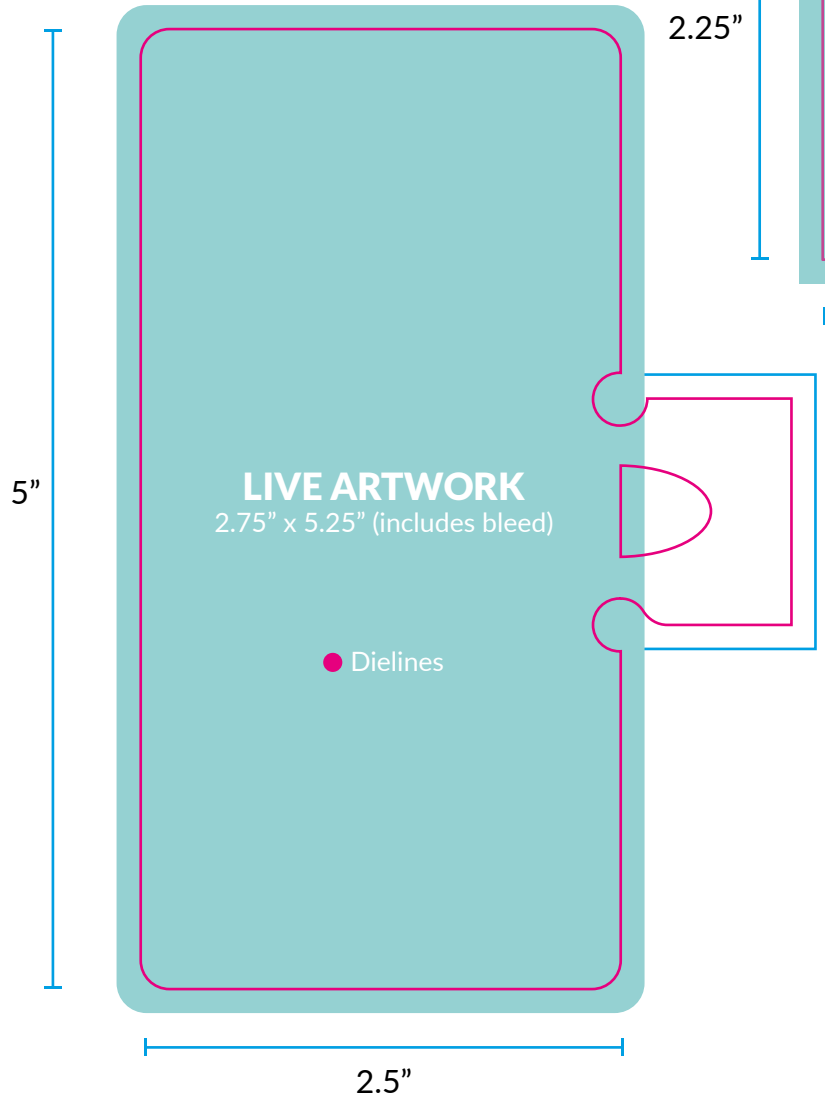 2.25”
5”
LIVE ARTWORK
2.75” x 5.25” (includes bleed)
Dielines
2.5”